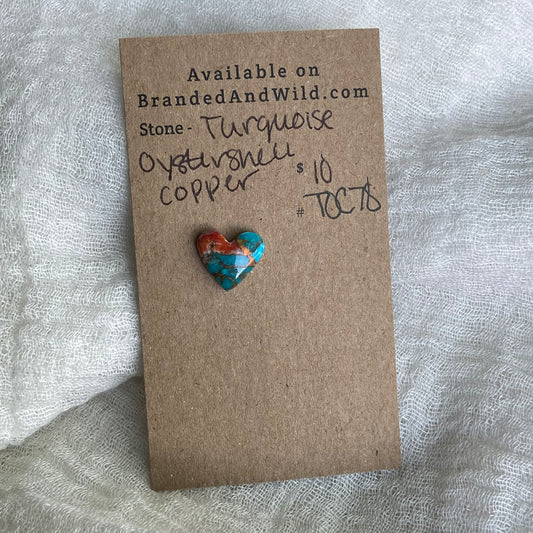 Available on
BrandedAndWild.com
Stone - Turquoise
Oystershell
copper
$ 10
# TOC78